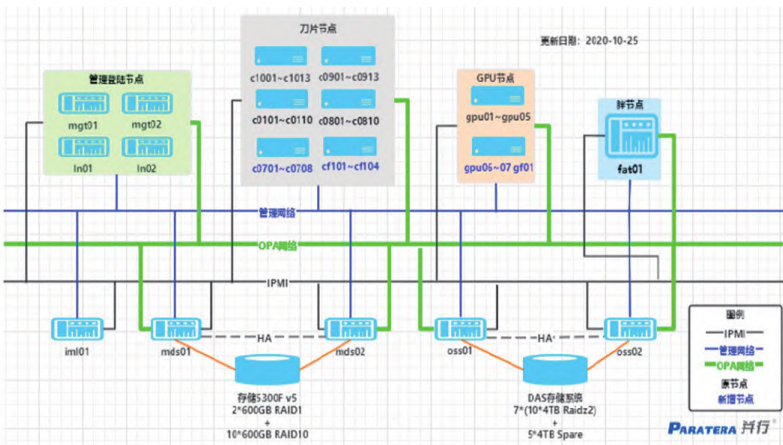 刀片节点
更新日期：2020-10-25
管理登陆节点
c1001~c1013 c0901~c0913
GPU节点
胖节点
mgt01 mgt02
c0101~c0110 c0801~c0810
gpu01~gpu05
ln01 ln02
c0701~c0708 cf101~cf104
gpu06~07 gf01
fat01
管理网络
OPA网络
IPMI
图例
IPMI
管理网络
OPA网络
原节点
新增节点
iml01
mds01
HA
mds02
oss01
HA
oss02
存储5300F v5
2*600GB RAID1
+
10*600GB RAID10
DAS存储系统
7*(10*4TB Raidz2)
+
5*4TB Spare
PARATERA 并行